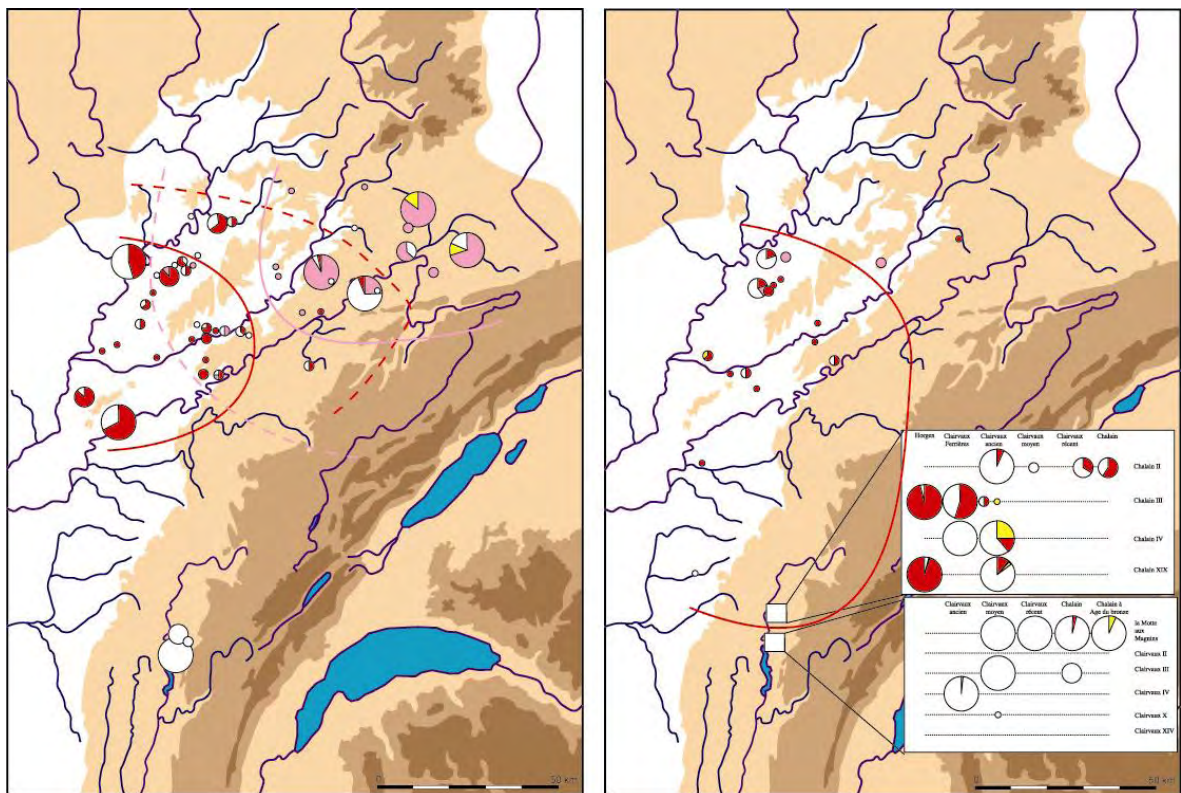 0
50 km
Horgen
Clairvaux
Ferrières
Clairvaux
ancien
Clairvaux
moyen
Clairvaux
récent
Chalain
Chalain II
Chalain III
Chalain IV
Chalain XIX
Clairvaux
ancien
Clairvaux
moyen
Clairvaux
récent
Chalain
Chalain à
Age du bronze
la Motte
aux
Magnins
Clairvaux II
Clairvaux III
Clairvaux IV
Clairvaux X
Clairvaux XIV
0
50 km